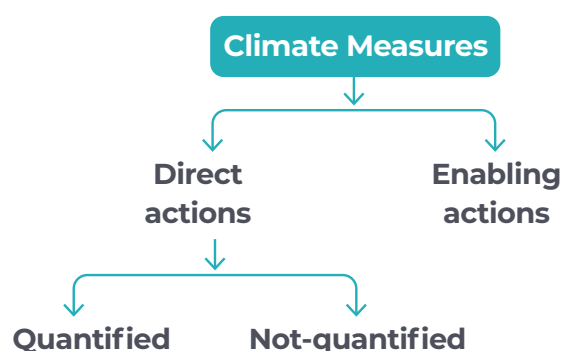 Climate Measures
Direct
actions
Enabling
actions
Quantified
Not-quantified